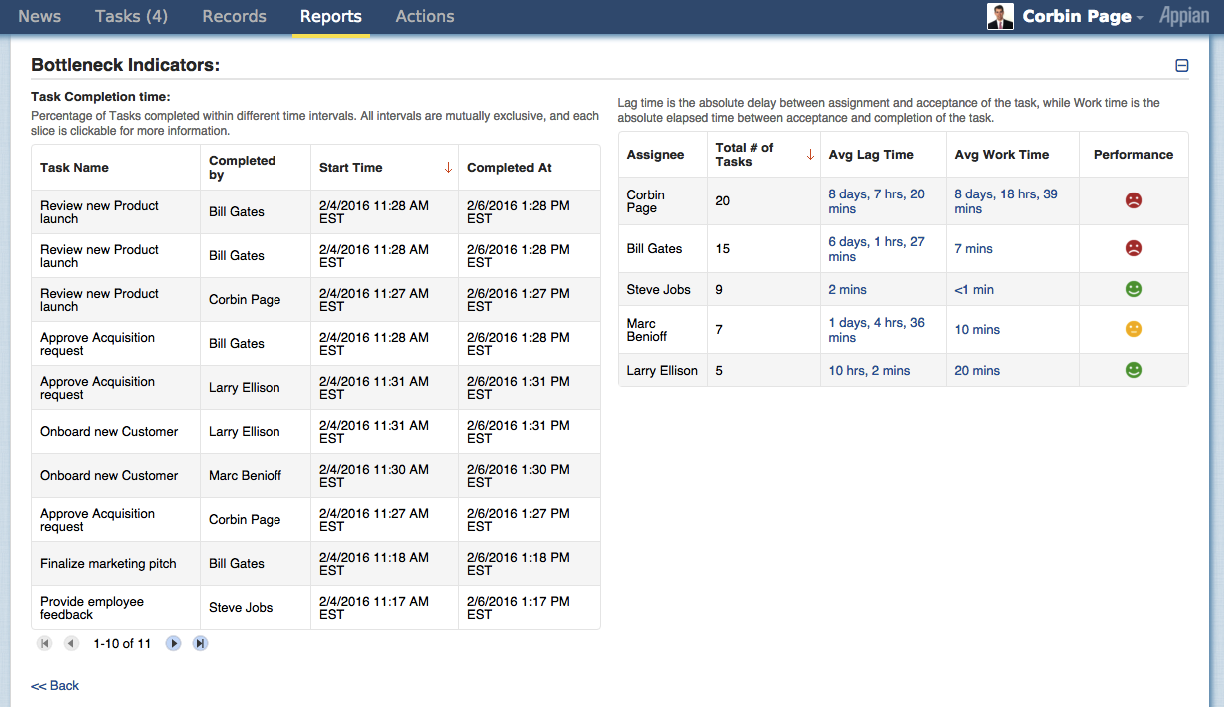 News Tasks (4) Records Reports Actions Corbin Page Appian
Bottleneck Indicators:
Task Completion time:
Percentage of Tasks completed within different time intervals. All intervals are mutually exclusive, and each
slice is clickable for more information.
Task Name Completed by Start Time Completed At
Review new Product launch Bill Gates 2/4/2016 11:28 AM EST 2/6/2016 1:28 PM EST
Review new Product launch Bill Gates 2/4/2016 11:28 AM EST 2/6/2016 1:28 PM EST
Review new Product launch Corbin Page 2/4/2016 11:27 AM EST 2/6/2016 1:27 PM EST
Approve Acquisition request Bill Gates 2/4/2016 11:28 AM EST 2/6/2016 1:28 PM EST
Approve Acquisition request Larry Ellison 2/4/2016 11:31 AM EST 2/6/2016 1:31 PM EST
Onboard new Customer Larry Ellison 2/4/2016 11:31 AM EST 2/6/2016 1:31 PM EST
Onboard new Customer Marc Benioff 2/4/2016 11:30 AM EST 2/6/2016 1:30 PM EST
Approve Acquisition request Corbin Page 2/4/2016 11:27 AM EST 2/6/2016 1:27 PM EST
Finalize marketing pitch Bill Gates 2/4/2016 11:18 AM EST 2/6/2016 1:18 PM EST
Provide employee feedback Steve Jobs 2/4/2016 11:17 AM EST 2/6/2016 1:17 PM EST
1-10 of 11
<< Back
Lag time is the absolute delay between assignment and acceptance of the task, while Work time is the
absolute elapsed time between acceptance and completion of the task.
Assignee Total # of Tasks Avg Lag Time Avg Work Time Performance
Corbin Page 20 8 days, 7 hrs, 20 mins 8 days, 18 hrs, 39 mins
Bill Gates 15 6 days, 1 hrs, 27 mins 7 mins
Steve Jobs 9 2 mins <1 min
Marc Benioff 7 1 days, 4 hrs, 36 mins 10 mins
Larry Ellison 5 10 hrs, 2 mins 20 mins